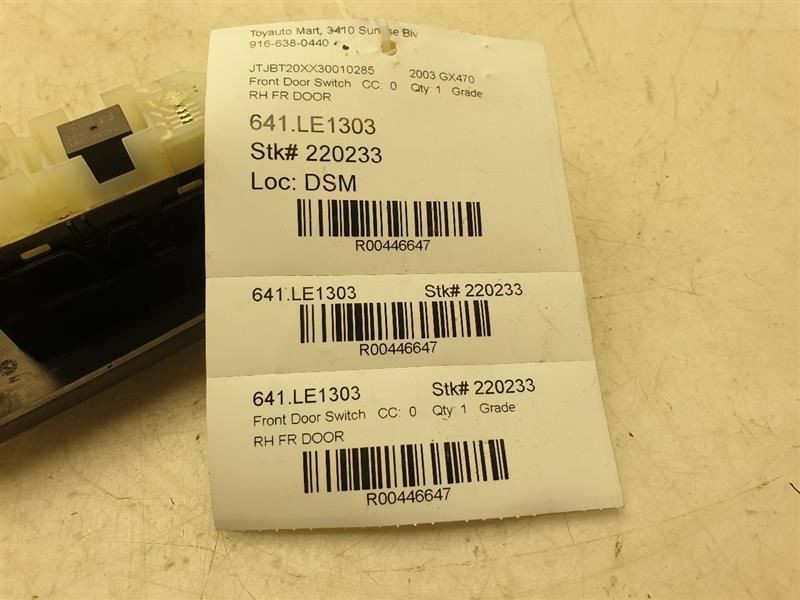 Toyauto Mart, 3410 Sunrise Blv
916-638-0440
JTJBT20XX30010285 2003 GX470
Front Door Switch CC: 0 Qty: 1 Grade:
RH FR DOOR
641.LE1303
Stk# 220233
Loc: DSM
R00446647
641.LE1303 Stk# 220233
R00446647
641.LE1303 Stk# 220233
Front Door Switch CC: 0 Qty: 1 Grade:
RH FR DOOR
R00446647